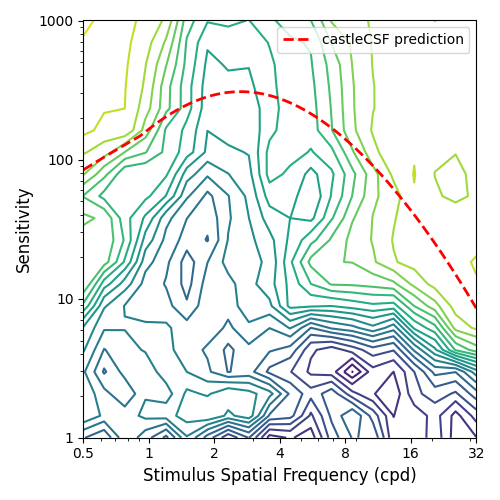 castleCSF prediction
1000
100
10
1
Sensitivity
0.5 1 2 4 8 16 32
Stimulus Spatial Frequency (cpd)